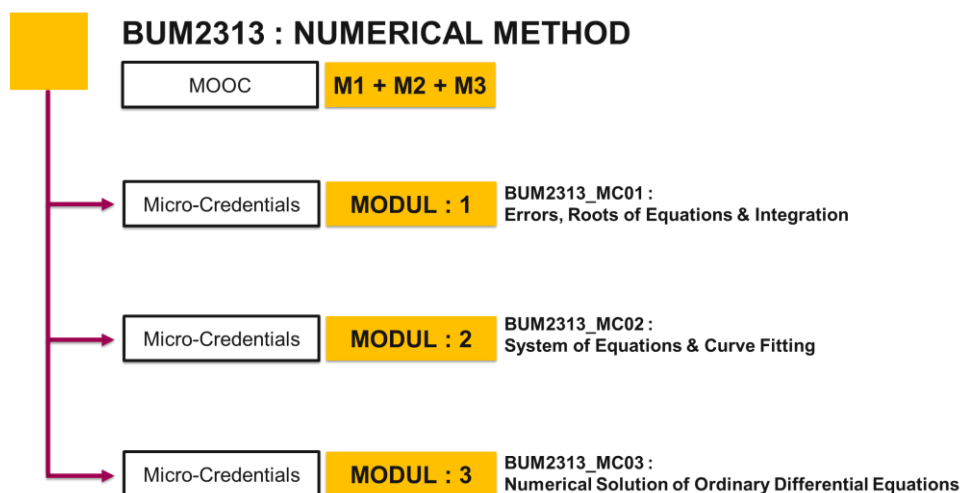 BUM2313 : NUMERICAL METHOD
MOOC
M1 + M2 + M3
Micro-Credentials
MODUL : 1
BUM2313_MC01 :
Errors, Roots of Equations & Integration
Micro-Credentials
MODUL : 2
BUM2313_MC02 :
System of Equations & Curve Fitting
Micro-Credentials
MODUL : 3
BUM2313_MC03 :
Numerical Solution of Ordinary Differential Equations